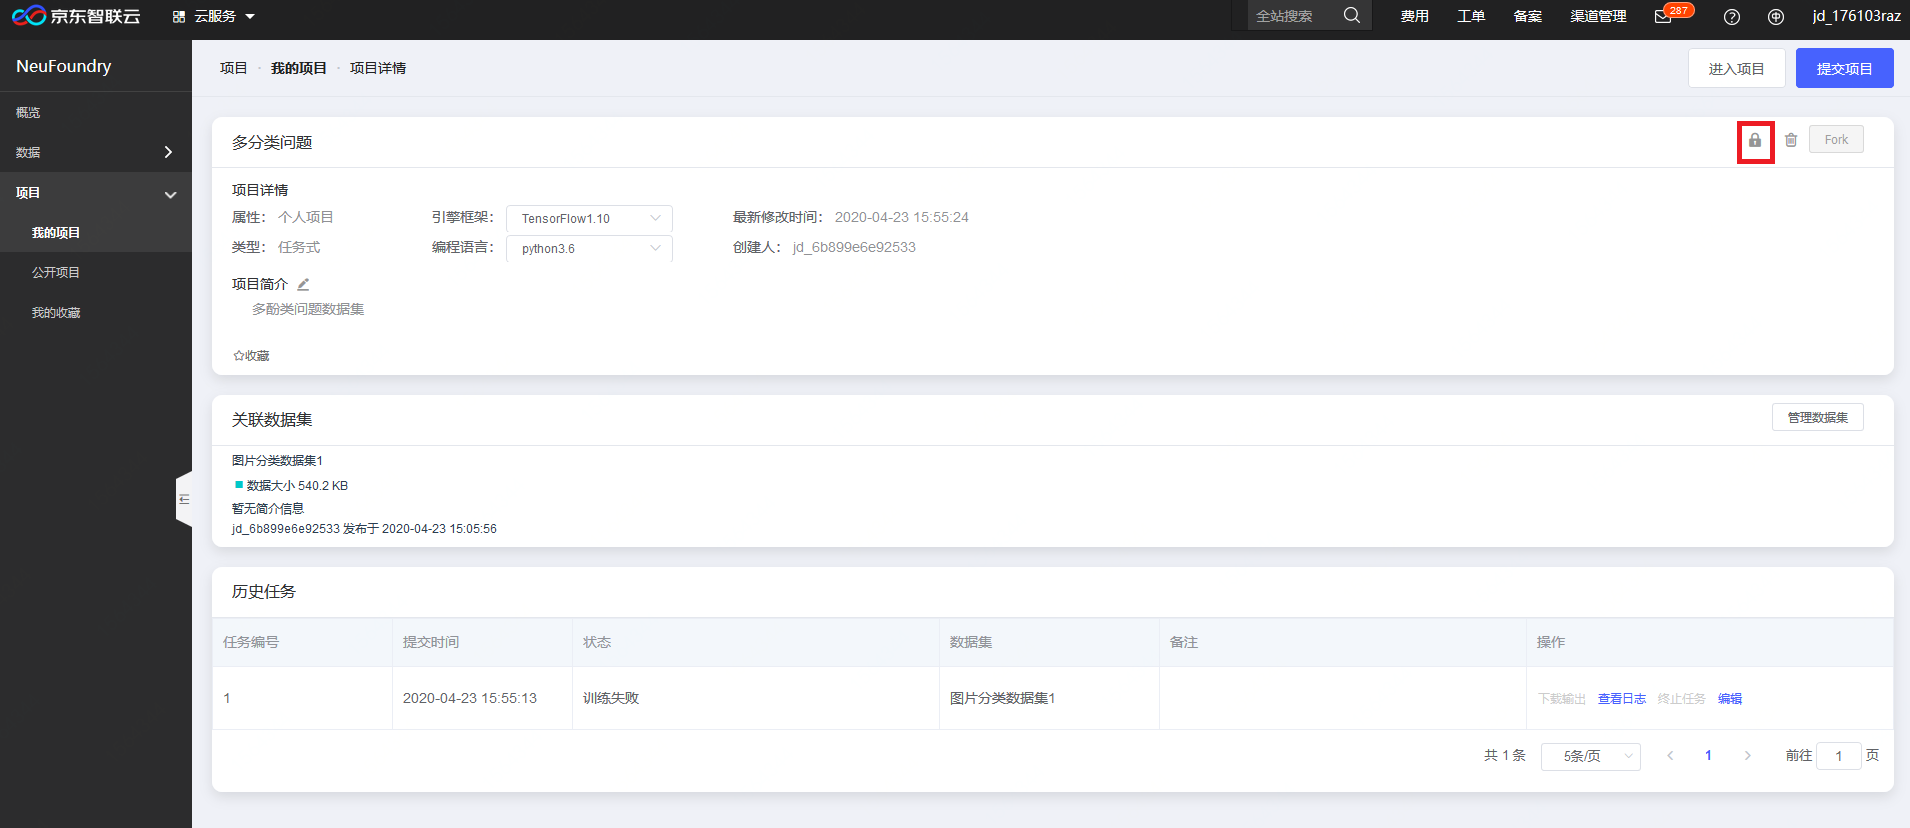 京东智联云 云服务 全站搜索 费用 工单 备案 渠道管理 287 jd_176103raz
NeuFoundry
概览
数据
项目
我的项目
公开项目
我的收藏
项目 · 我的项目 · 项目详情 进入项目 提交项目
多分类问题 Fork
项目详情
属性： 个人项目 引擎框架： TensorFlow1.10 最新修改时间： 2020-04-23 15:55:24
类型： 任务式 编程语言： python3.6 创建人： jd_6b899e6e92533
项目简介
多酚类问题数据集
收藏
关联数据集 管理数据集
图片分类数据集1
数据大小 540.2 KB
暂无简介信息
jd_6b899e6e92533 发布于 2020-04-23 15:05:56
历史任务
任务编号 提交时间 状态 数据集 备注 操作
1 2020-04-23 15:55:13 训练失败 图片分类数据集1 下载输出 查看日志 终止任务 编辑
共 1 条 5条/页 1 前往 1 页